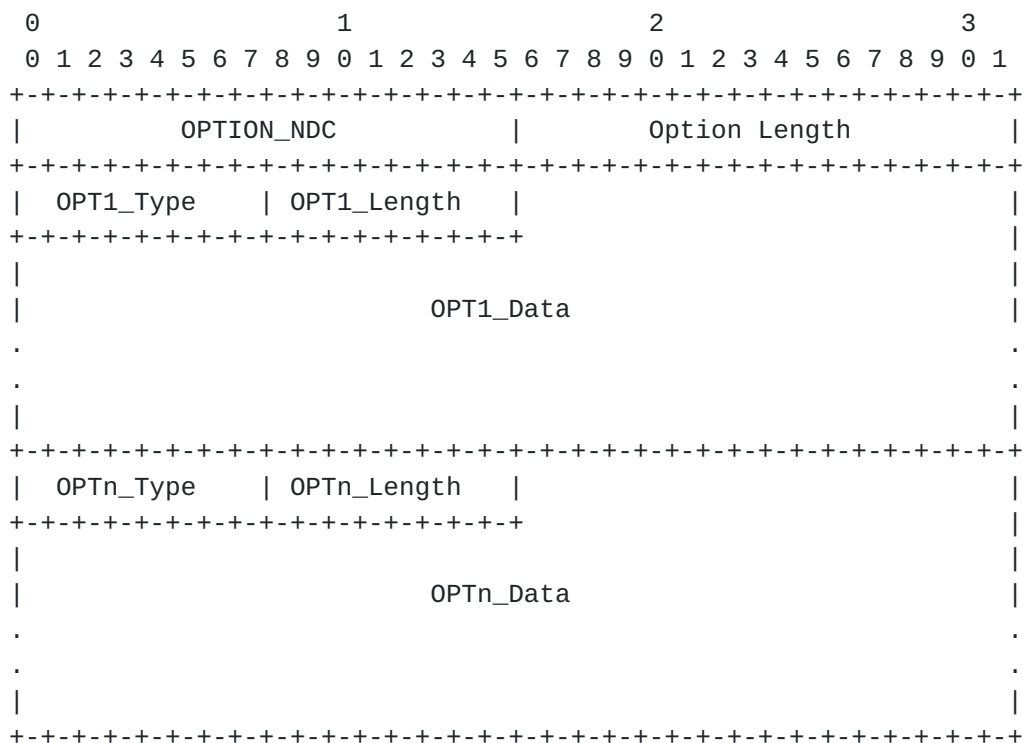 0                   1                   2                   3
 0 1 2 3 4 5 6 7 8 9 0 1 2 3 4 5 6 7 8 9 0 1 2 3 4 5 6 7 8 9 0 1
+-+-+-+-+-+-+-+-+-+-+-+-+-+-+-+-+-+-+-+-+-+-+-+-+-+-+-+-+-+-+-+-+
|          OPTION_NDC           |        Option Length          |
+-+-+-+-+-+-+-+-+-+-+-+-+-+-+-+-+-+-+-+-+-+-+-+-+-+-+-+-+-+-+-+-+
|  OPT1_Type    | OPT1_Length   |                               |
+-+-+-+-+-+-+-+-+-+-+-+-+-+-+-+-+                               |
|                                                               |
|                          OPT1_Data                            |
.                                                               .
.                                                               .
|                                                               |
+-+-+-+-+-+-+-+-+-+-+-+-+-+-+-+-+-+-+-+-+-+-+-+-+-+-+-+-+-+-+-+-+
|  OPTn_Type    | OPTn_Length   |                               |
+-+-+-+-+-+-+-+-+-+-+-+-+-+-+-+-+                               |
|                                                               |
|                          OPTn_Data                            |
.                                                               .
.                                                               .
|                                                               |
+-+-+-+-+-+-+-+-+-+-+-+-+-+-+-+-+-+-+-+-+-+-+-+-+-+-+-+-+-+-+-+-+